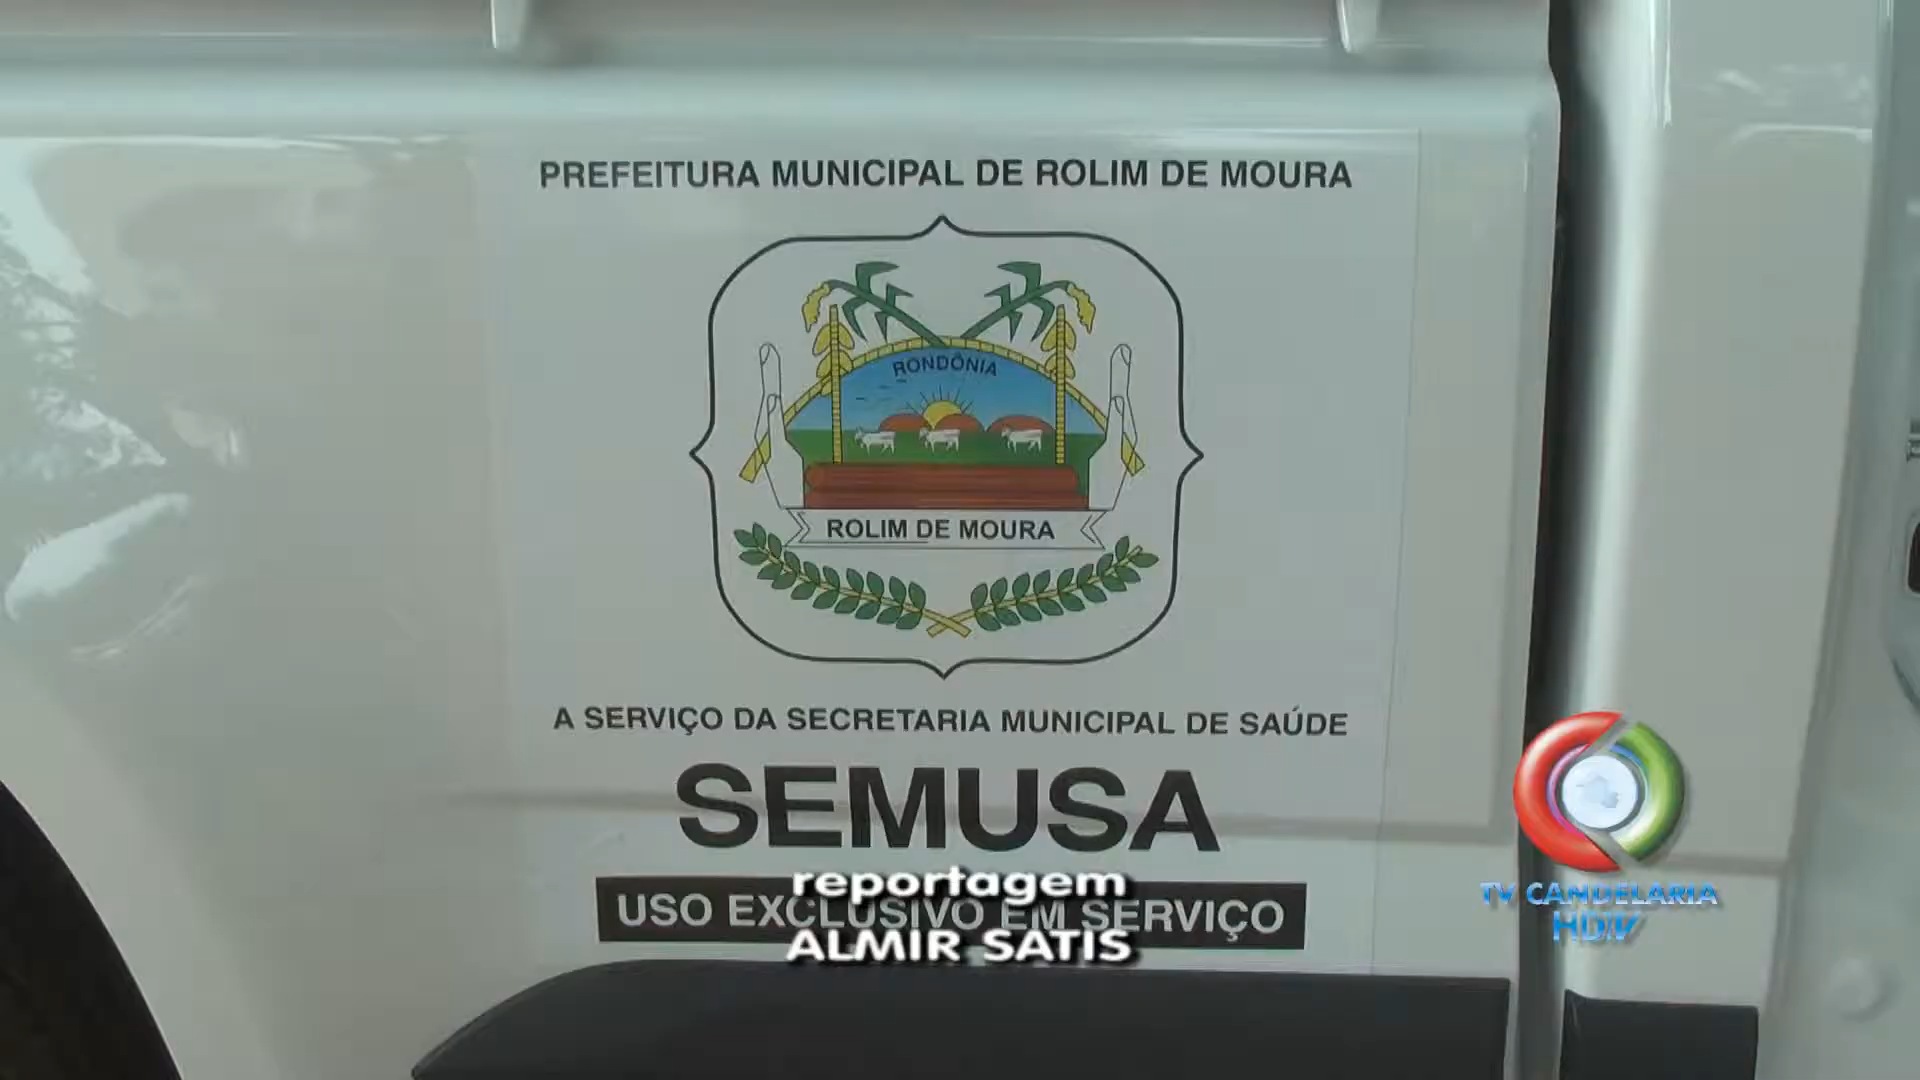 PREFEITURA MUNICIPAL DE ROLIM DE MOURA
RONDÔNIA
ROLIM DE MOURA
A SERVIÇO DA SECRETARIA MUNICIPAL DE SAÚDE
SEMUSA
USO EXCLUSIVO EM SERVIÇO
reportagem
ALMIR SATIS
TV CANDELARIA
HDTV